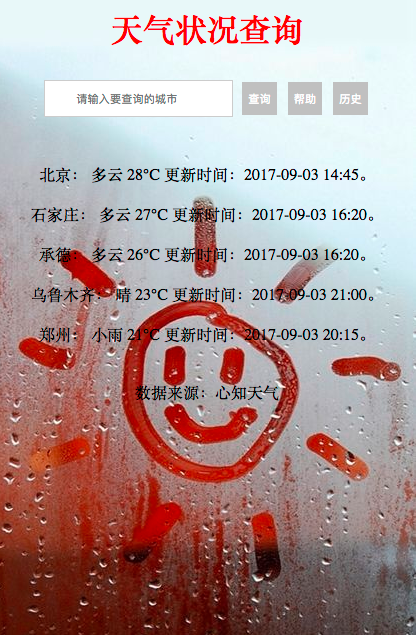 天气状况查询
请输入要查询的城市 查询 帮助 历史
北京： 多云 28°C 更新时间：2017-09-03 14:45。
石家庄： 多云 27°C 更新时间：2017-09-03 16:20。
承德： 多云 26°C 更新时间：2017-09-03 16:20。
乌鲁木齐： 晴 23°C 更新时间：2017-09-03 21:00。
郑州： 小雨 21°C 更新时间：2017-09-03 20:15。
数据来源：心知天气